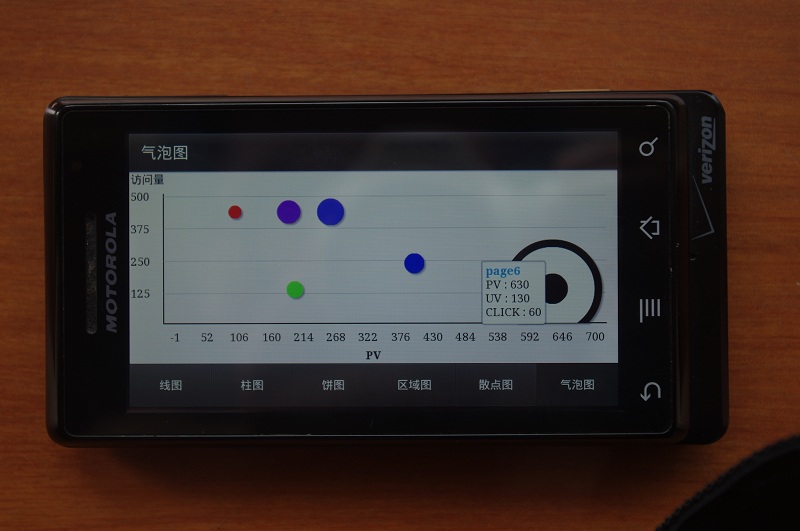 气泡图
访问量
500
375
250
125
page6
PV : 630
UV : 130
CLICK : 60
-1 52 106 160 214 268 322 376 430 484 538 592 646 700
PV
线图 柱图 饼图 区域图 散点图 气泡图
MOTOROLA
verizon